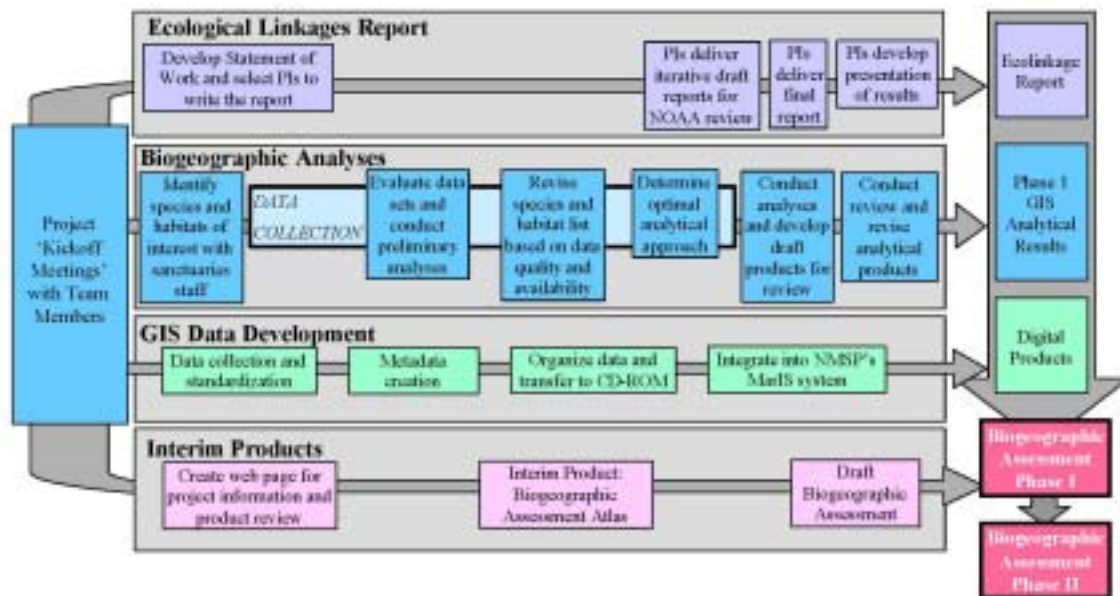 Ecological Linkages Report
Develop Statement of
Work and select PIs to
write the report
PIs deliver
iterative draft
reports for
NOAA review
PIs
deliver
final
report
PIs develop
presentation
of results
Ecolinkage
Report
Project
'Kickoff
Meetings'
with Team
Members
Biogeographic Analyses
Identify
species and
habitats of
interest with
sanctuaries
staff
DATA
COLLECTION
Evaluate data
sets and
conduct
preliminary
analyses
Revise
species and
habitat list
based on data
quality and
availability
Determine
optimal
analytical
approach
Conduct
analyses
and develop
draft
products for
review
Conduct
review and
revise
analytical
products
Phase I
GIS
Analytical
Results
GIS Data Development
Data collection and
standardization
Metadata
creation
Organize data and
transfer to CD-ROM
Integrate into NMSP's
MarIS system
Digital
Products
Interim Products
Create web page for
project information and
product review
Interim Product:
Biogeographic
Assessment Atlas
Draft
Biogeographic
Assessment
Biogeographic
Assessment
Phase I
Biogeographic
Assessment
Phase II